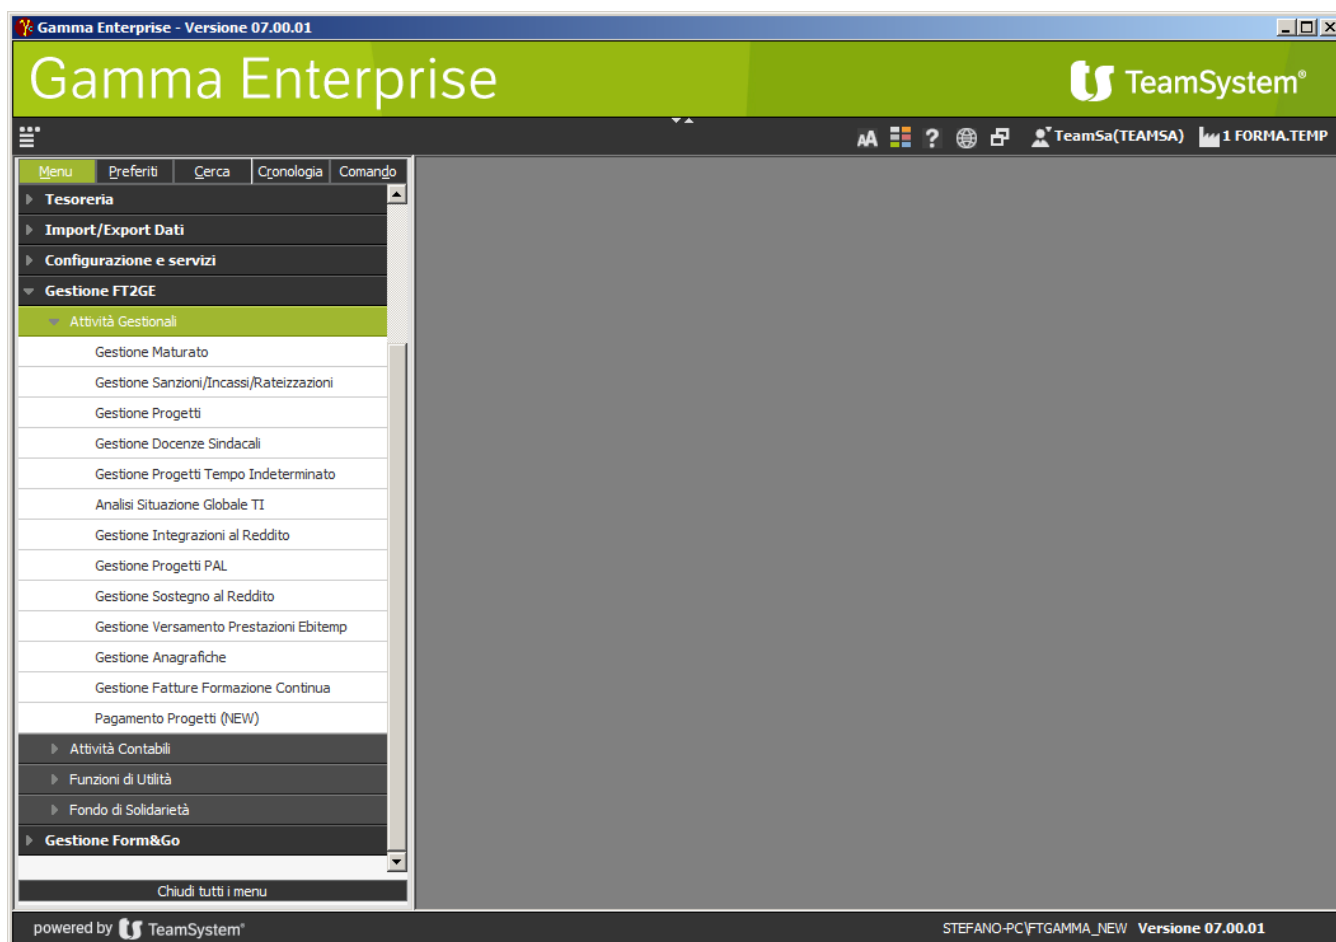 Gamma Enterprise - Versione 07.00.01
Gamma Enterprise
TeamSystem®
AA ? TeamSa(TEAMSA) 1 FORMA.TEMP
Menu Preferiti Cerca Cronologia Comando
Tesoreria
Import/Export Dati
Configurazione e servizi
Gestione FT2GE
Attività Gestionali
Gestione Maturato
Gestione Sanzioni/Incassi/Rateizzazioni
Gestione Progetti
Gestione Docenze Sindacali
Gestione Progetti Tempo Indeterminato
Analisi Situazione Globale TI
Gestione Integrazioni al Reddito
Gestione Progetti PAL
Gestione Sostegno al Reddito
Gestione Versamento Prestazioni Ebitemp
Gestione Anagrafiche
Gestione Fatture Formazione Continua
Pagamento Progetti (NEW)
Attività Contabili
Funzioni di Utilità
Fondo di Solidarietà
Gestione Form&Go
Chiudi tutti i menu
powered by TeamSystem® STEFANO-PC\FTGAMMA_NEW Versione 07.00.01